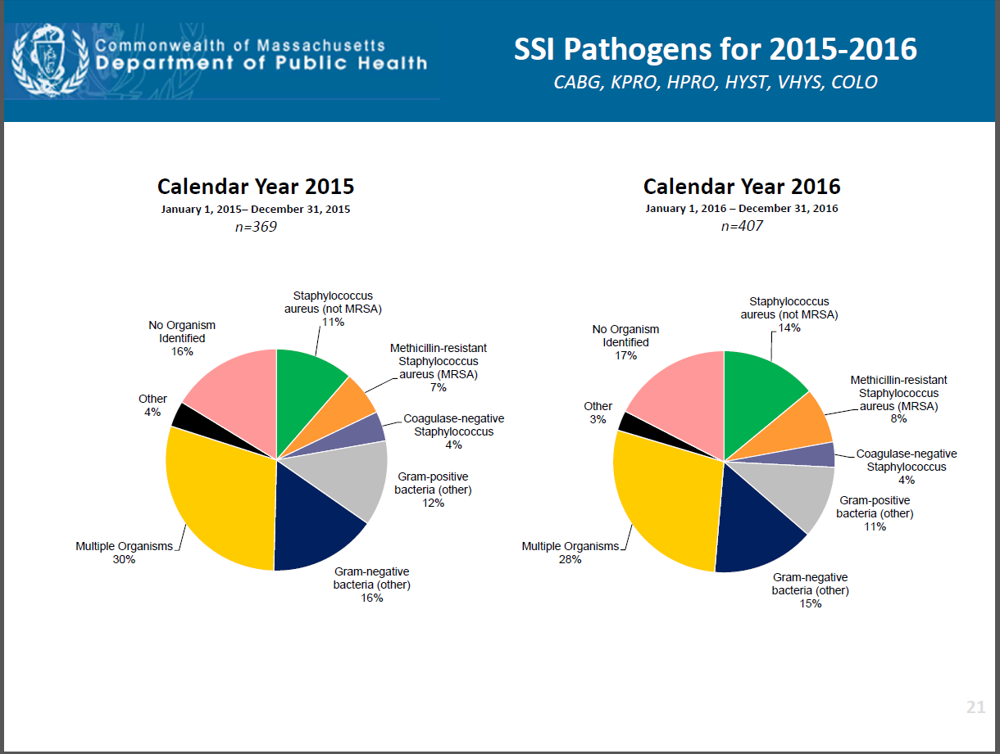 Commonwealth of Massachusetts
Department of Public Health
SSI Pathogens for 2015-2016
CABG, KPRO, HPRO, HYST, VHYS, COLO
Calendar Year 2015
January 1, 2015– December 31, 2015
n=369
Staphylococcus
aureus (not MRSA)
11%
Methicillin-resistant
Staphylococcus
aureus (MRSA)
7%
Coagulase-negative
Staphylococcus
4%
Gram-positive
bacteria (other)
12%
Gram-negative
bacteria (other)
16%
Multiple Organisms
30%
Other
4%
No Organism
Identified
16%
Calendar Year 2016
January 1, 2016 – December 31, 2016
n=407
Staphylococcus
aureus (not MRSA)
14%
Methicillin-resistant
Staphylococcus
aureus (MRSA)
8%
Coagulase-negative
Staphylococcus
4%
Gram-positive
bacteria (other)
11%
Gram-negative
bacteria (other)
15%
Multiple Organisms
28%
Other
3%
No Organism
Identified
17%
21